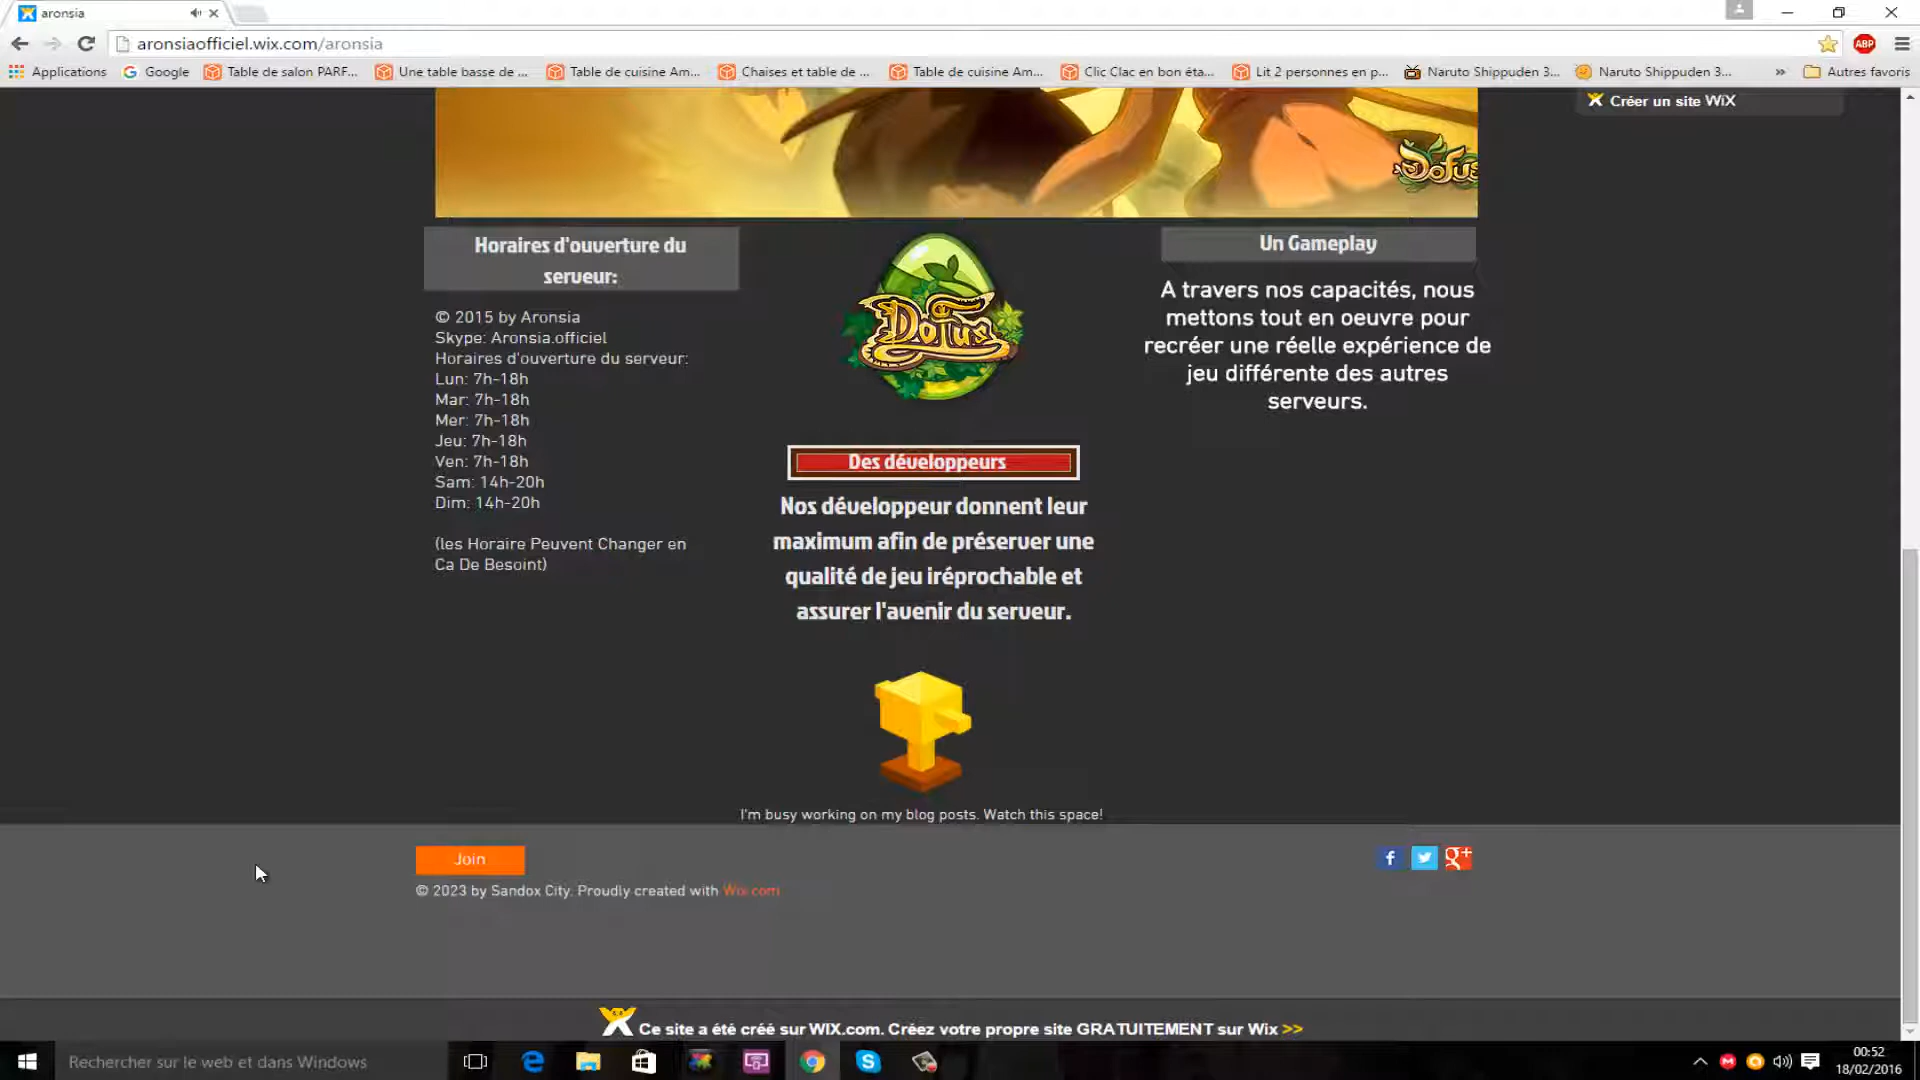 aronsia
aronsiaofficiel.wix.com/aronsia
Applications Google Table de salon PARF... Une table basse de ... Table de cuisine Am... Chaises et table de ... Table de cuisine Am... Clic Clac en bon éta... Lit 2 personnes en p... Naruto Shippuden 3... Naruto Shippuden 3... » Autres favoris
Créer un site WiX
Dofus
Horaires d'ouverture du
serveur:
© 2015 by Aronsia
Skype: Aronsia.officiel
Horaires d'ouverture du serveur:
Lun: 7h-18h
Mar: 7h-18h
Mer: 7h-18h
Jeu: 7h-18h
Ven: 7h-18h
Sam: 14h-20h
Dim: 14h-20h
(les Horaire Peuvent Changer en
Ca De Besoint)
Dofus
Des développeurs
Nos développeur donnent leur
maximum afin de préserver une
qualité de jeu iréprochable et
assurer l'avenir du serveur.
I'm busy working on my blog posts. Watch this space!
Un Gameplay
A travers nos capacités, nous
mettons tout en oeuvre pour
recréer une réelle expérience de
jeu différente des autres
serveurs.
Join
© 2023 by Sandox City. Proudly created with Wix.com
Ce site a été créé sur WIX.com. Créez votre propre site GRATUITEMENT sur Wix >>
Rechercher sur le web et dans Windows
00:52
18/02/2016
ABP